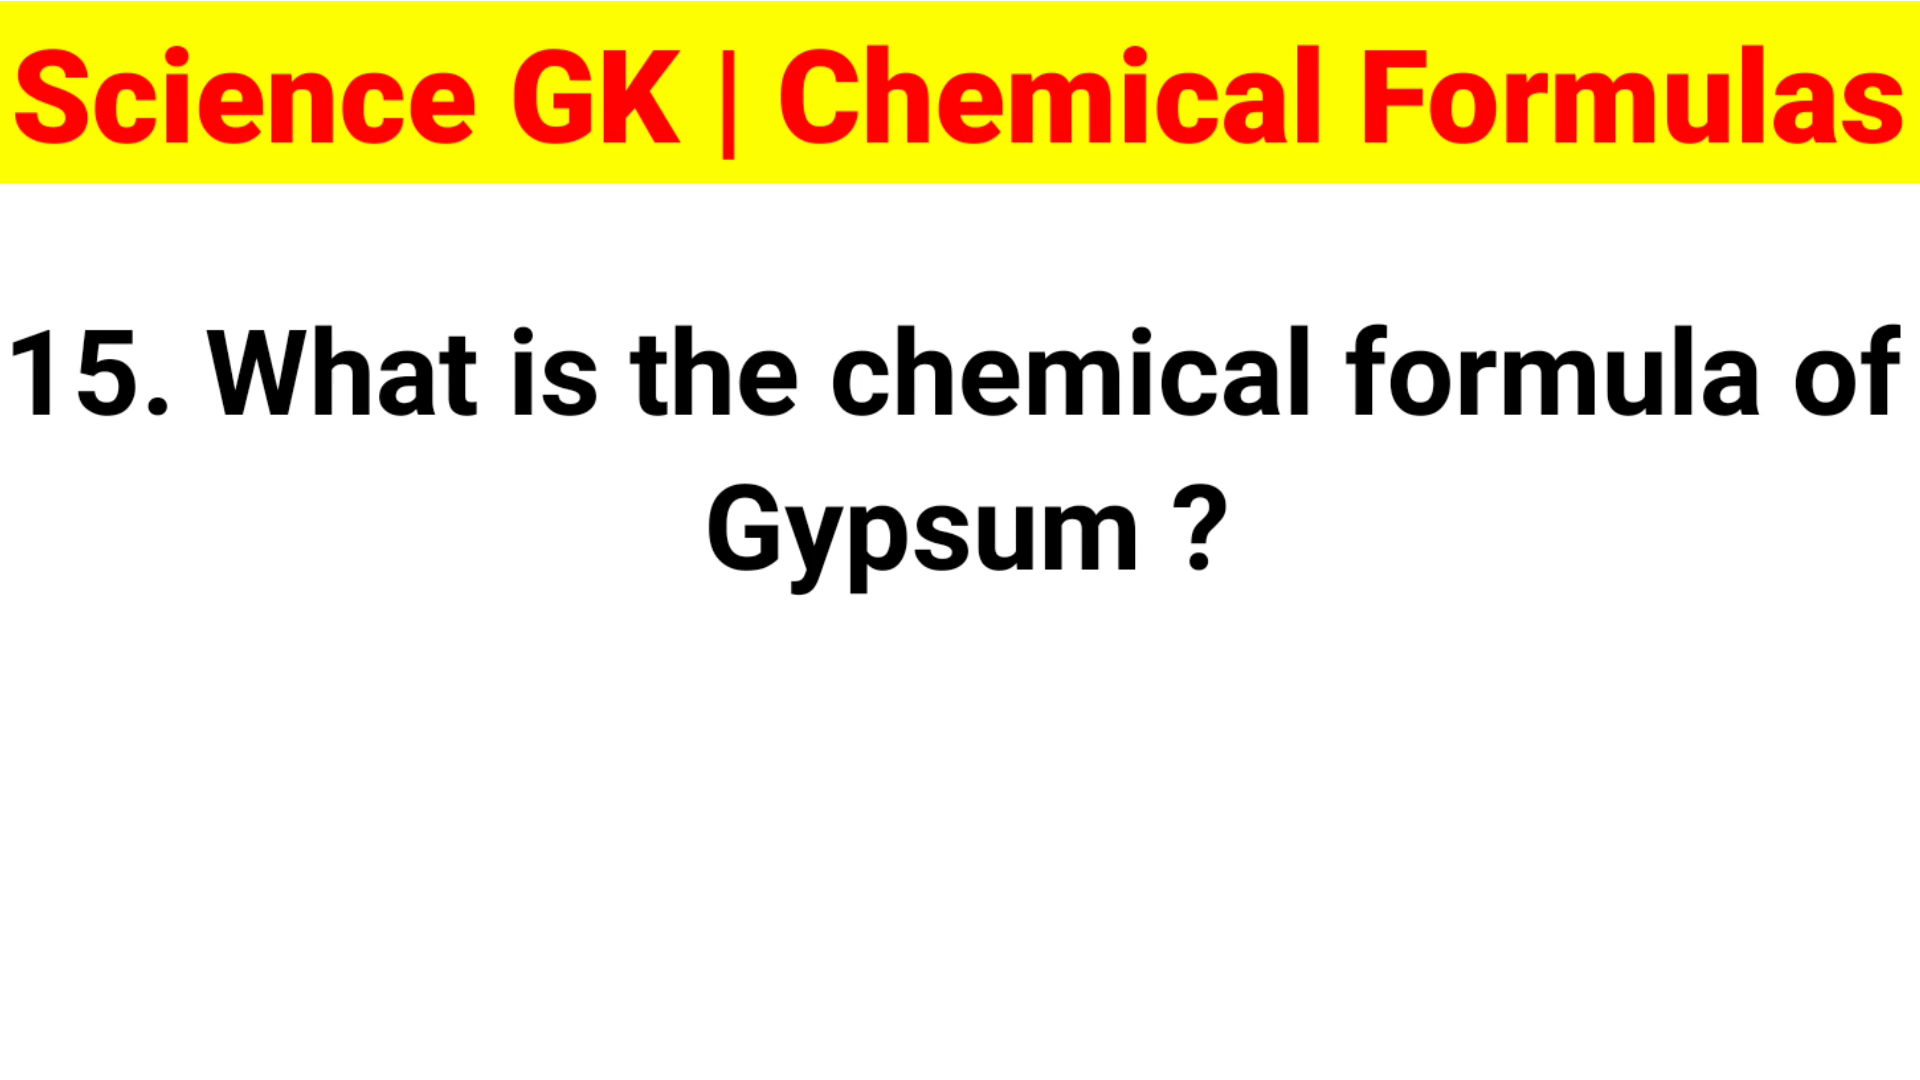 Science GK | Chemical Formulas
15. What is the chemical formula of
Gypsum ?